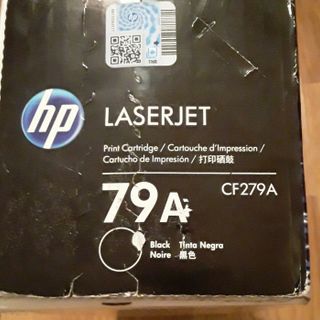 hp
LASERJET
Print Cartridge / Cartouche d'Impression /
Cartucho de Impresión / 打印硒鼓
79A
CF279A
Black Tinta Negra
Noire 黑色